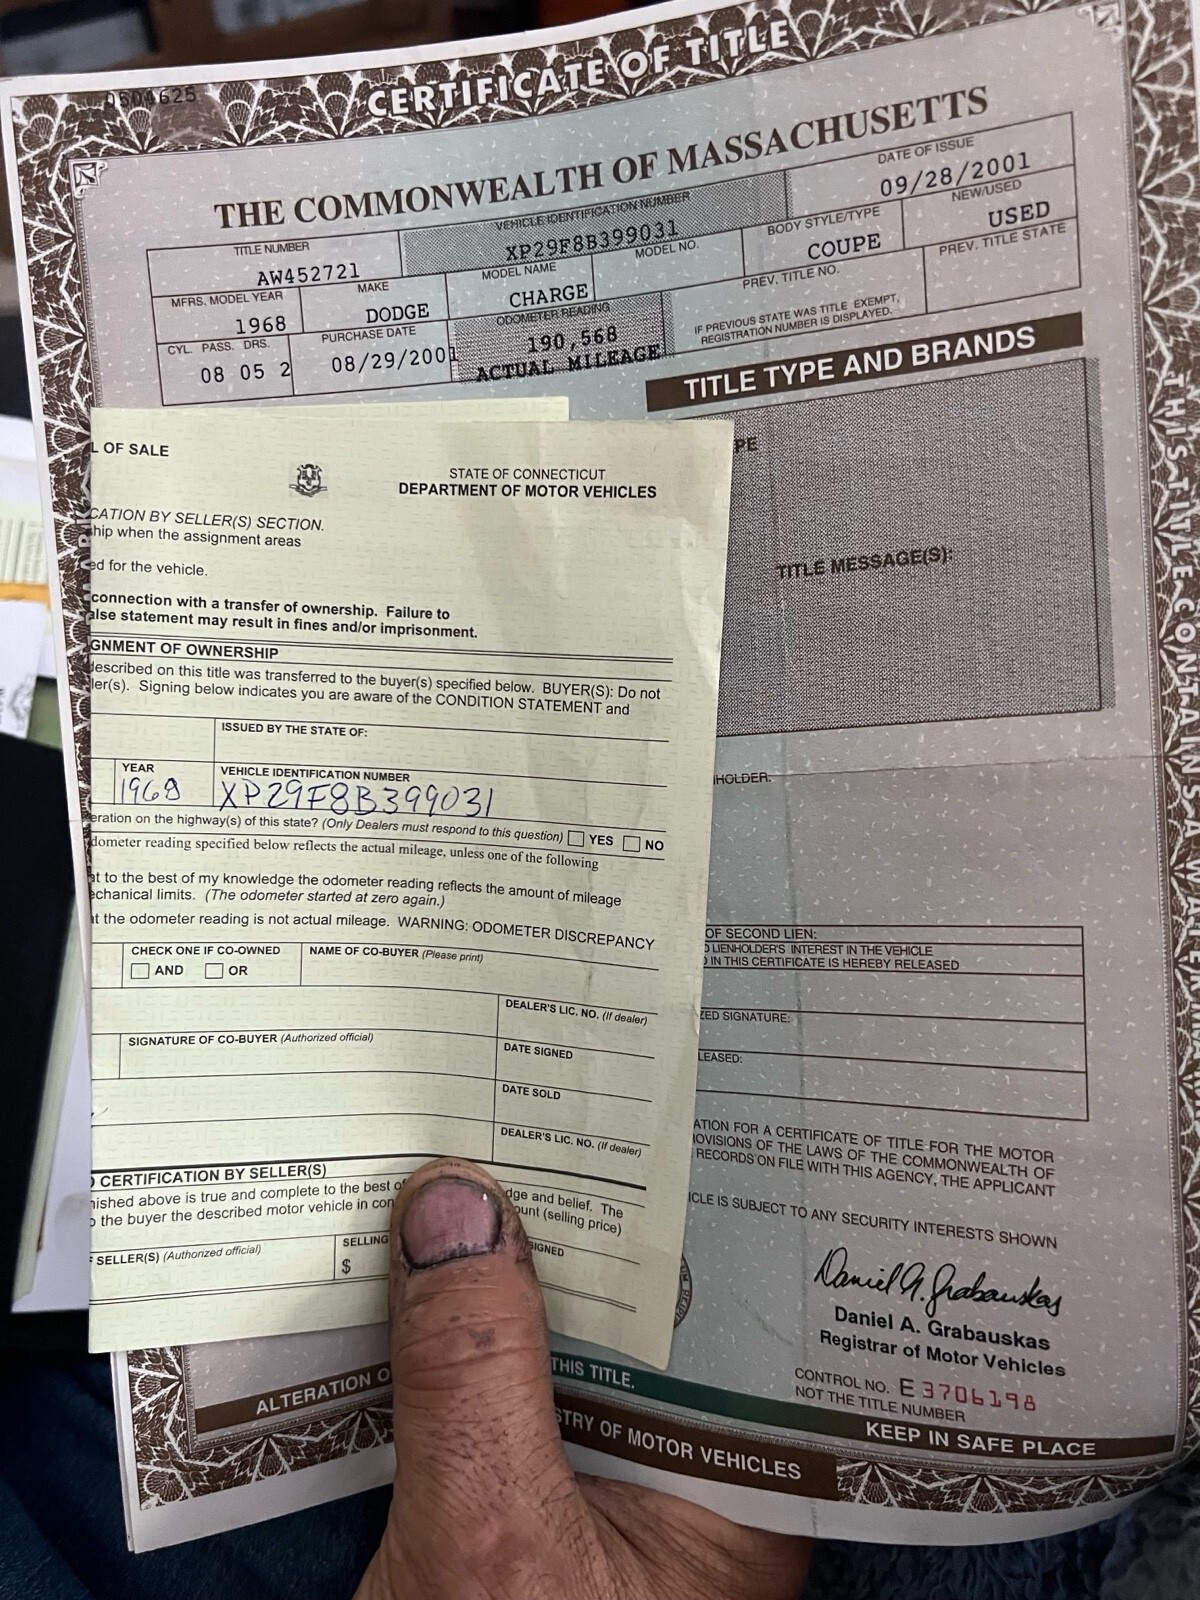 0504625
CERTIFICATE OF TITLE
THE COMMONWEALTH OF MASSACHUSETTS
TITLE NUMBER
AW452721
VEHICLE IDENTIFICATION NUMBER
XP29F8B399031
DATE OF ISSUE
09/28/2001
MFRS. MODEL YEAR
1968
MAKE
DODGE
MODEL NAME
CHARGE
MODEL NO.
BODY STYLE/TYPE
COUPE
NEW/USED
USED
CYL. PASS. DRS.
08 05 2
PURCHASE DATE
08/29/2001
ODOMETER READING
190,568
ACTUAL MILEAGE
PREV. TITLE NO.
PREV. TITLE STATE
IF PREVIOUS STATE WAS TITLE EXEMPT,
REGISTRATION NUMBER IS DISPLAYED.
TITLE TYPE AND BRANDS
PE
TITLE MESSAGE(S):
L OF SALE
STATE OF CONNECTICUT
DEPARTMENT OF MOTOR VEHICLES
CATION BY SELLER(S) SECTION.
hip when the assignment areas
ed for the vehicle.
connection with a transfer of ownership. Failure to
alse statement may result in fines and/or imprisonment.
GNMENT OF OWNERSHIP
described on this title was transferred to the buyer(s) specified below. BUYER(S): Do not
ler(s). Signing below indicates you are aware of the CONDITION STATEMENT and
ISSUED BY THE STATE OF:
YEAR
1968
VEHICLE IDENTIFICATION NUMBER
XP29F8B399031
eration on the highway(s) of this state? (Only Dealers must respond to this question) YES NO
dometer reading specified below reflects the actual mileage, unless one of the following
at to the best of my knowledge the odometer reading reflects the amount of mileage
echanical limits. (The odometer started at zero again.)
at the odometer reading is not actual mileage. WARNING: ODOMETER DISCREPANCY
CHECK ONE IF CO-OWNED
AND OR
NAME OF CO-BUYER (Please print)
DEALER'S LIC. NO. (If dealer)
SIGNATURE OF CO-BUYER (Authorized official)
DATE SIGNED
DATE SOLD
DEALER'S LIC. NO. (If dealer)
CERTIFICATION BY SELLER(S)
nished above is true and complete to the best of dge and belief. The
o the buyer the described motor vehicle in con ount (selling price)
F SELLER(S) (Authorized official)
SELLING
$
SIGNED
HOLDER.
OF SECOND LIEN:
D LIENHOLDER'S INTEREST IN THE VEHICLE
D IN THIS CERTIFICATE IS HEREBY RELEASED
ZED SIGNATURE:
LEASED:
ATION FOR A CERTIFICATE OF TITLE FOR THE MOTOR
OVISIONS OF THE LAWS OF THE COMMONWEALTH OF
RECORDS ON FILE WITH THIS AGENCY, THE APPLICANT
ICLE IS SUBJECT TO ANY SECURITY INTERESTS SHOWN
Daniel A. Grabauskas
Daniel A. Grabauskas
Registrar of Motor Vehicles
CONTROL NO. E 3706198
NOT THE TITLE NUMBER
ALTERATION O THIS TITLE.
KEEP IN SAFE PLACE
STRY OF MOTOR VEHICLES
THIS TITLE CONTAINS A WATER